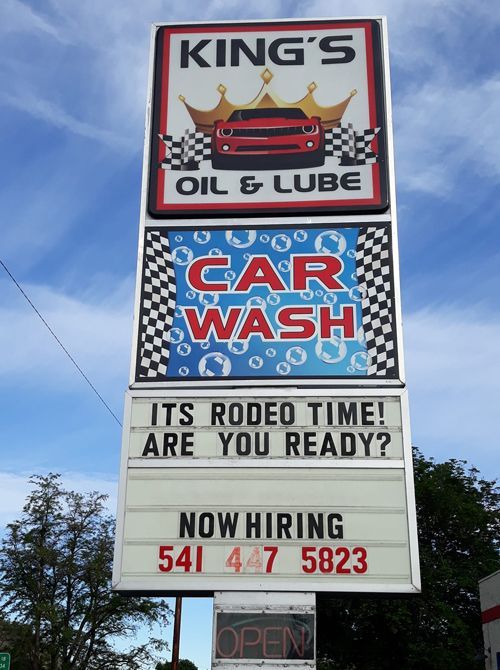 KING'S
OIL & LUBE
CAR
WASH
ITS RODEO TIME!
ARE YOU READY?
NOW HIRING
541 447 5823
OPEN